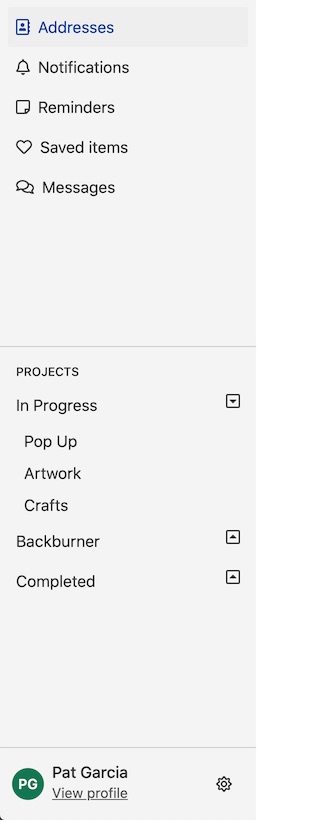 Addresses
Notifications
Reminders
Saved items
Messages
PROJECTS
In Progress
Pop Up
Artwork
Crafts
Backburner
Completed
PG
Pat Garcia
View profile